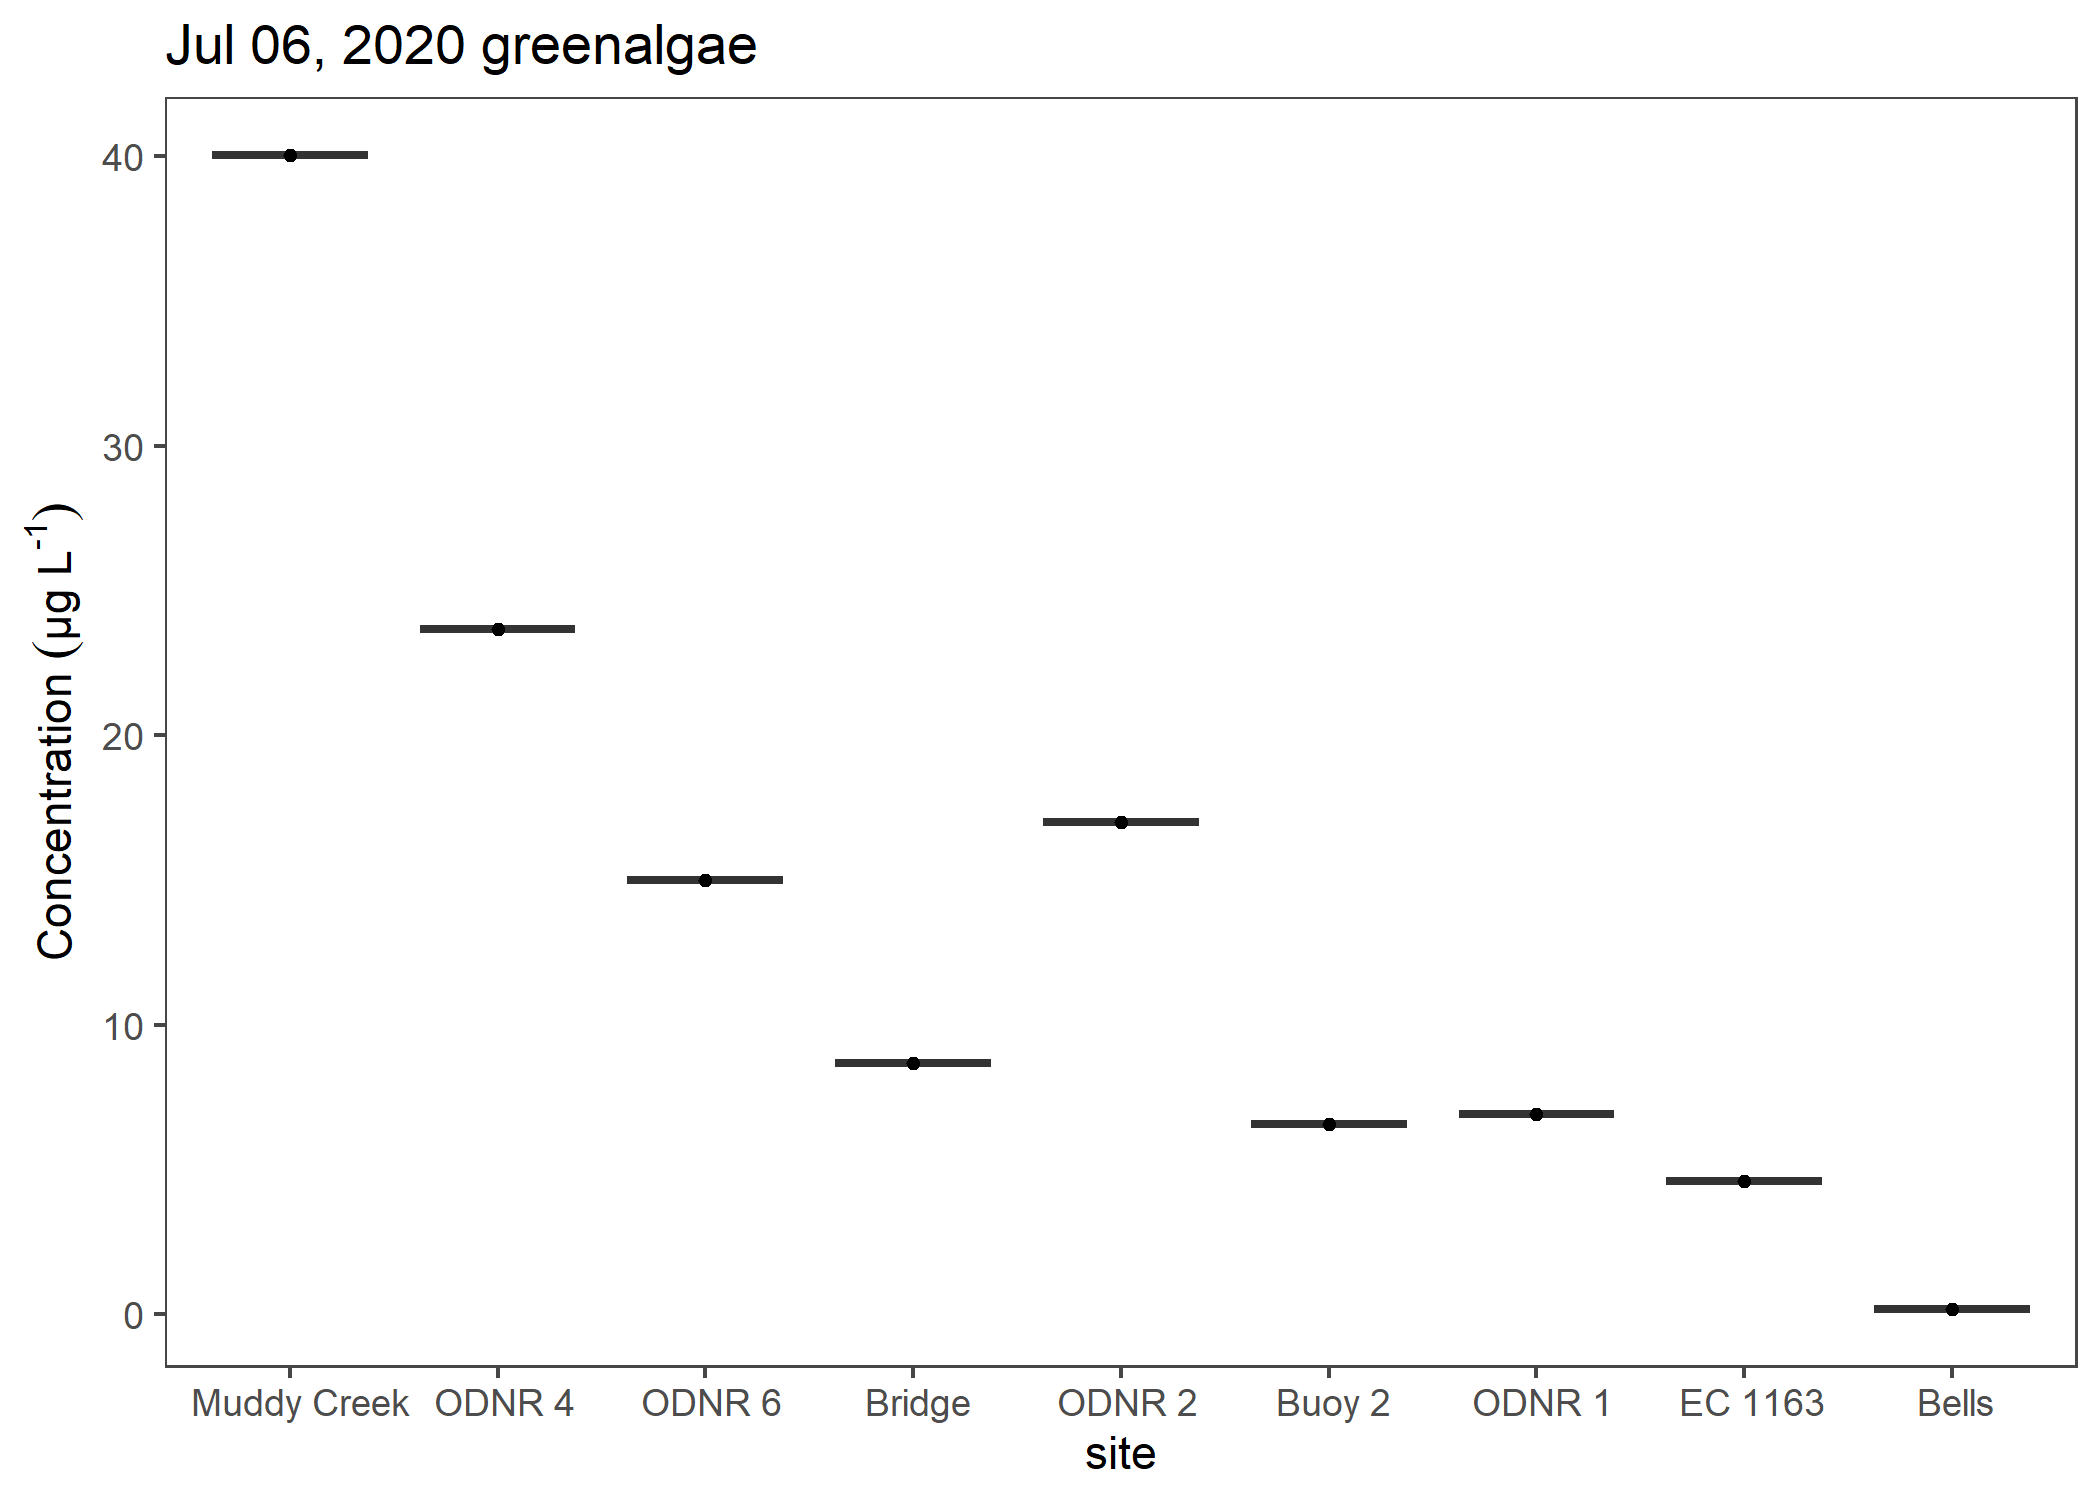 Jul 06, 2020 greenalgae
Concentration (µg L⁻¹)
40
30
20
10
0
Muddy Creek ODNR 4 ODNR 6 Bridge ODNR 2 Buoy 2 ODNR 1 EC 1163 Bells
site